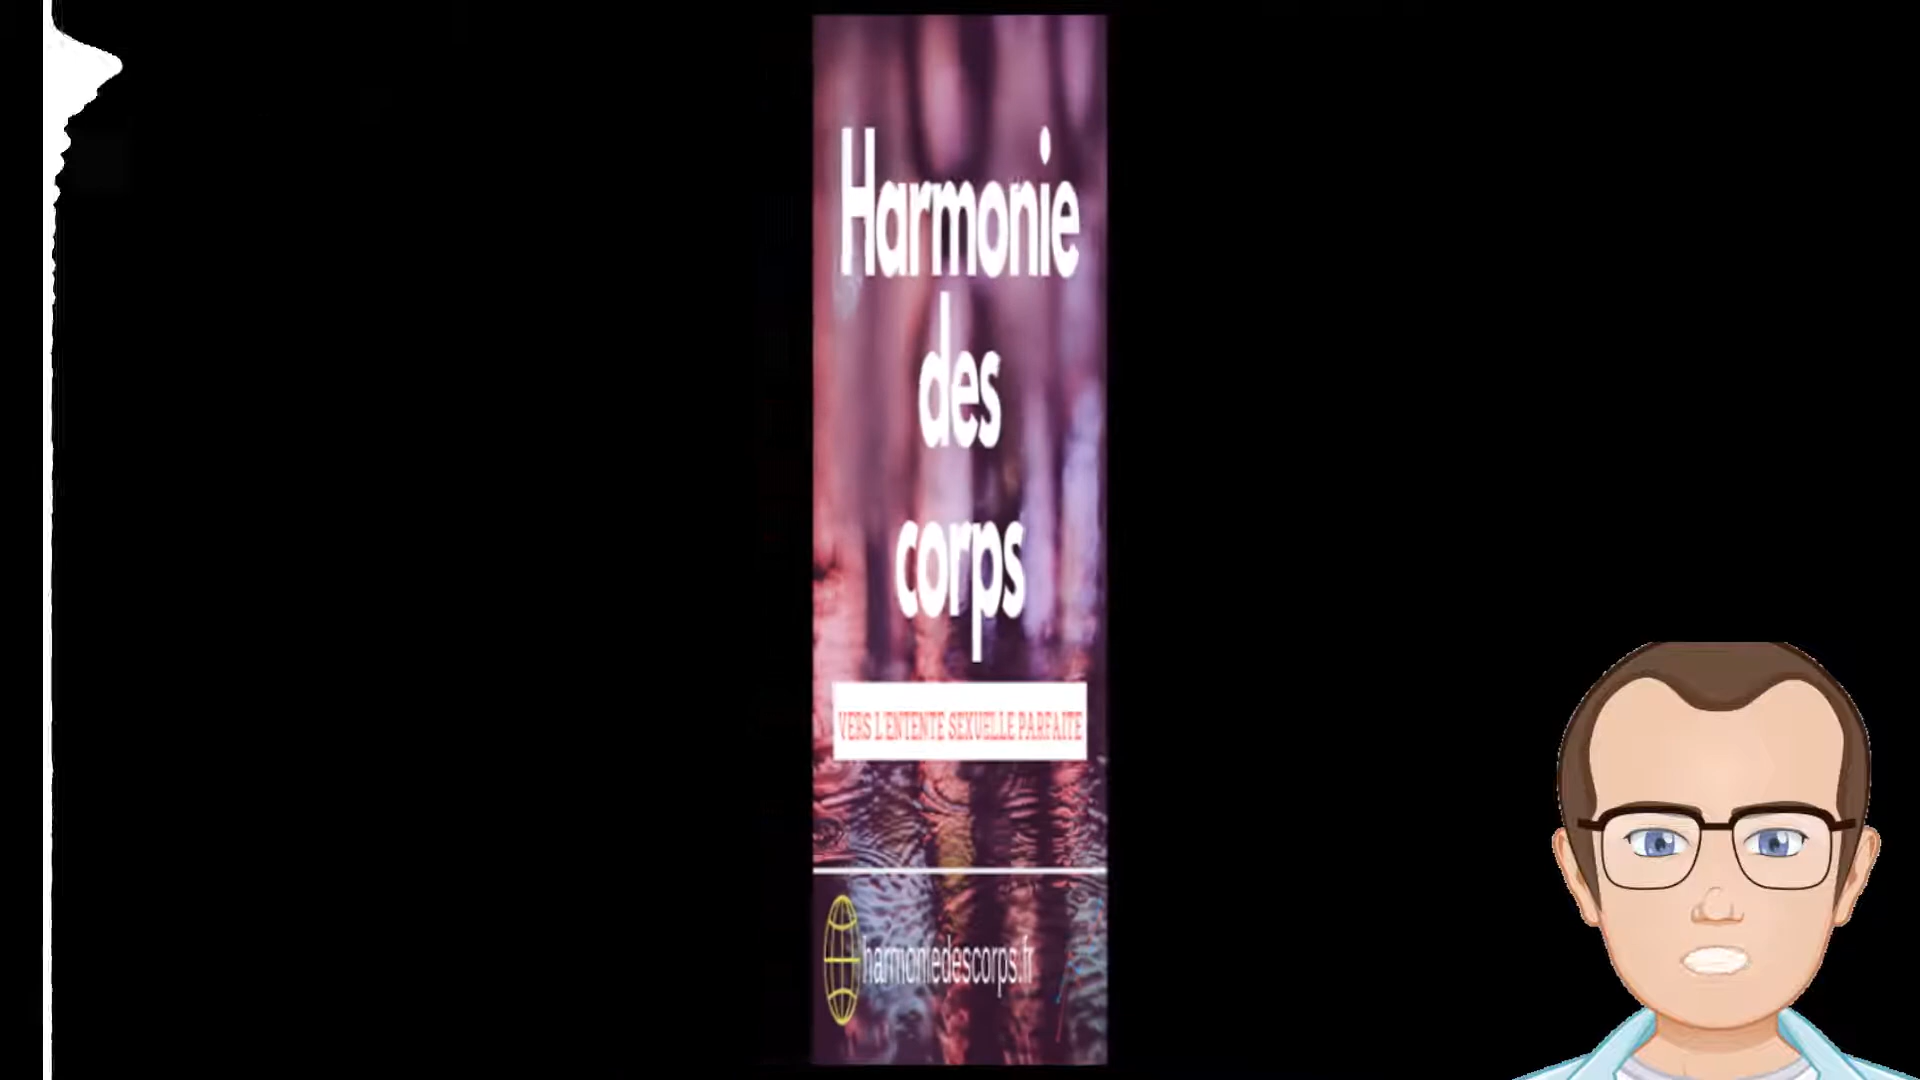 Harmonie
des
corps
VERS L'ENTENTE SEXUELLE PARFAITE
harmoniedescorps.fr